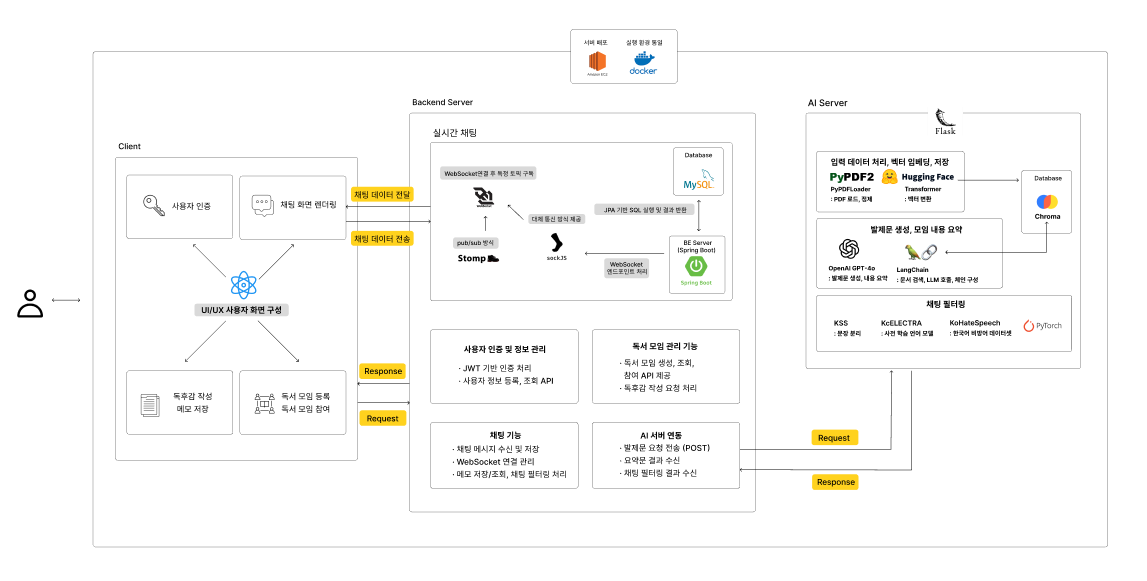 서버 배포
실행 환경 통일
Amazon EC2
docker
Client
사용자 인증
채팅 화면 렌더링
UI/UX 사용자 화면 구성
독후감 작성
메모 저장
독서 모임 등록
독서 모임 참여
채팅 데이터 전달
채팅 데이터 전송
Response
Request
Backend Server
실시간 채팅
WebSocket연결 후 특정 토픽 구독
Database
MySQL
JPA 기반 SQL 실행 및 결과 반환
대체 통신 방식 제공
pub/sub 방식
Stomp
sockJS
WebSocket
엔드포인트 처리
BE Server
(Spring Boot)
Spring Boot
사용자 인증 및 정보 관리
· JWT 기반 인증 처리
· 사용자 정보 등록, 조회 API
독서 모임 관리 기능
· 독서 모임 생성, 조회,
참여 API 제공
· 독후감 작성 요청 처리
채팅 기능
· 채팅 메시지 수신 및 저장
· WebSocket 연결 관리
· 메모 저장/조회, 채팅 필터링 처리
AI 서버 연동
· 발제문 요청 전송 (POST)
· 요약문 결과 수신
· 채팅 필터링 결과 수신
Request
Response
AI Server
Flask
입력 데이터 처리, 벡터 임베딩, 저장
PyPDF2
Hugging Face
PyPDFLoader
: PDF 로드, 정제
Transformer
: 벡터 변환
Database
Chroma
발제문 생성, 모임 내용 요약
OpenAI GPT-4o
: 발제문 생성, 내용 요약
LangChain
: 문서 검색, LLM 호출, 체인 구성
채팅 필터링
KSS
: 문장 분리
KcELECTRA
: 사전 학습 언어 모델
KoHateSpeech
: 한국어 비방어 데이터셋
PyTorch